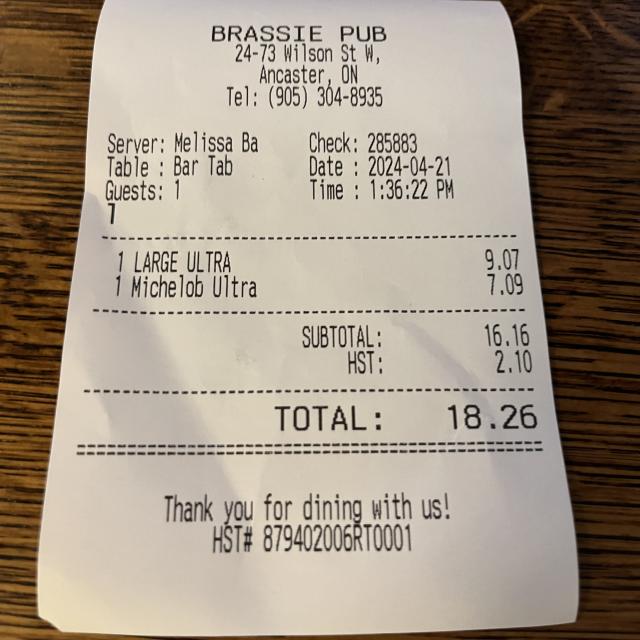 BRASSIE PUB
24-73 Wilson St W,
Ancaster, ON
Tel: (905) 304-8935
Server: Melissa Ba Check: 285883
Table : Bar Tab Date : 2024-04-21
Guests: 1 Time : 1:36:22 PM
1 LARGE ULTRA 9.07
1 Michelob Ultra 7.09
SUBTOTAL: 16.16
HST: 2.10
TOTAL: 18.26
Thank you for dining with us!
HST# 879402006RT0001